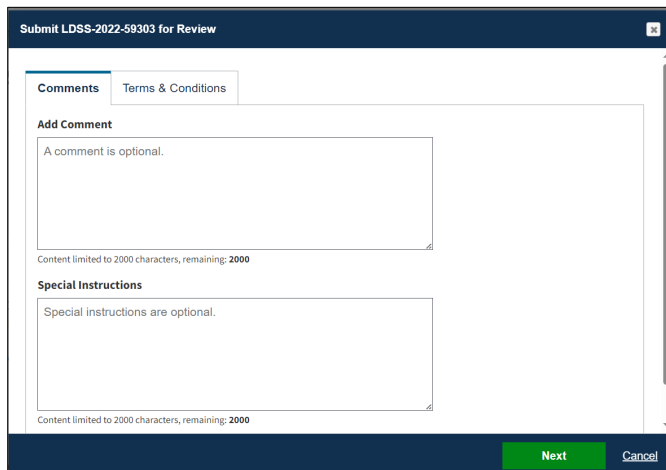 Submit LDSS-2022-59303 for Review
Comments
Terms & Conditions
Add Comment
A comment is optional.
Content limited to 2000 characters, remaining: 2000
Special Instructions
Special instructions are optional.
Content limited to 2000 characters, remaining: 2000
Next
Cancel